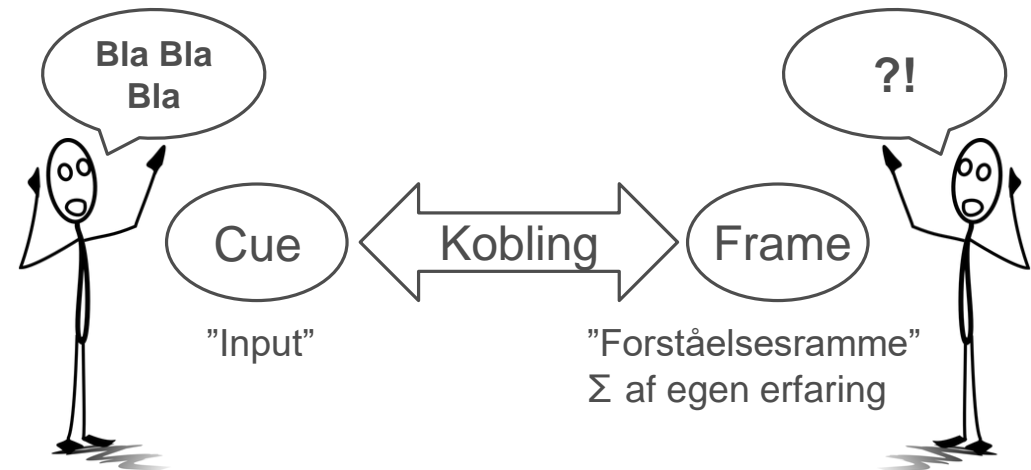 Bla Bla
Bla
?!
Cue
Kobling
Frame
”Input”
”Forståelsesramme”
Σ af egen erfaring